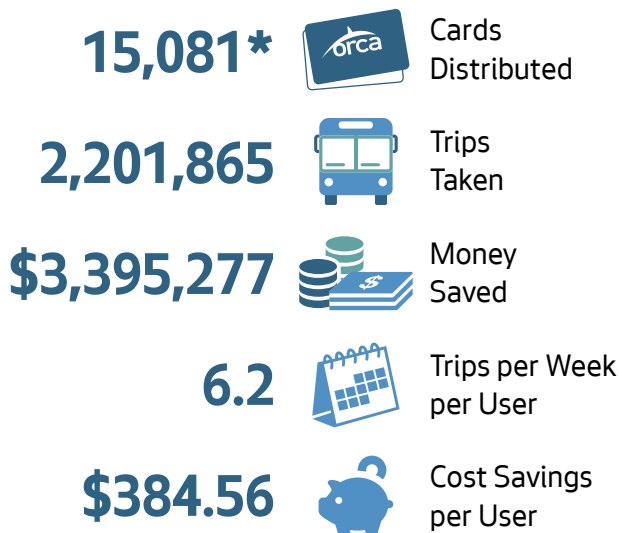 15,081*
orca
Cards
Distributed
2,201,865
Trips
Taken
$3,395,277
$
Money
Saved
6.2
Trips per Week
per User
$384.56
Cost Savings
per User